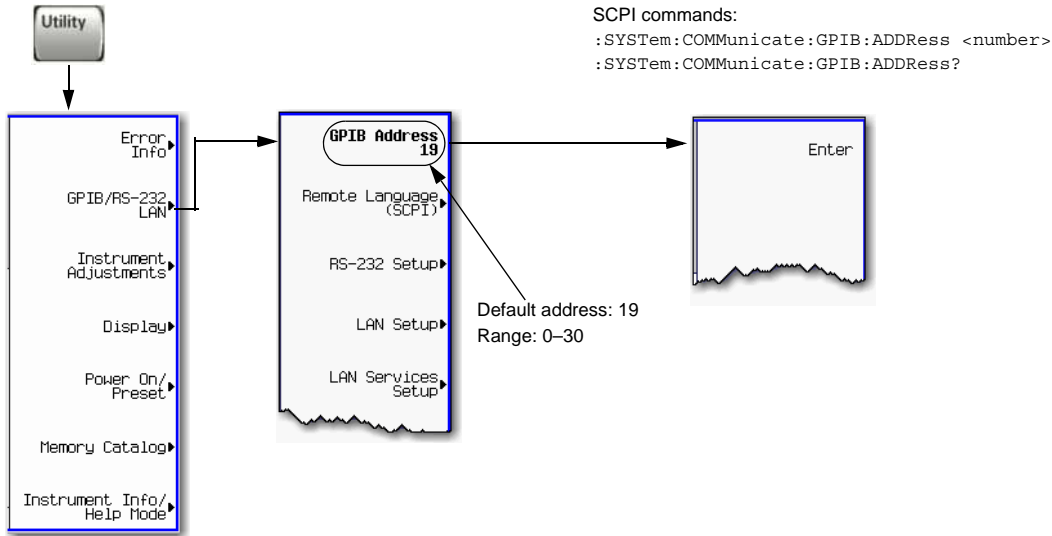 Utility
SCPI commands:
:SYSTem:COMMunicate:GPIB:ADDRess <number>
:SYSTem:COMMunicate:GPIB:ADDRess?
Error
Info
GPIB/RS-232
LAN
Instrument
Adjustments
Display
Power On/
Preset
Memory Catalog
Instrument Info/
Help Mode
GPIB Address
19
Remote Language
(SCPI)
RS-232 Setup
LAN Setup
LAN Services
Setup
Default address: 19
Range: 0–30
Enter